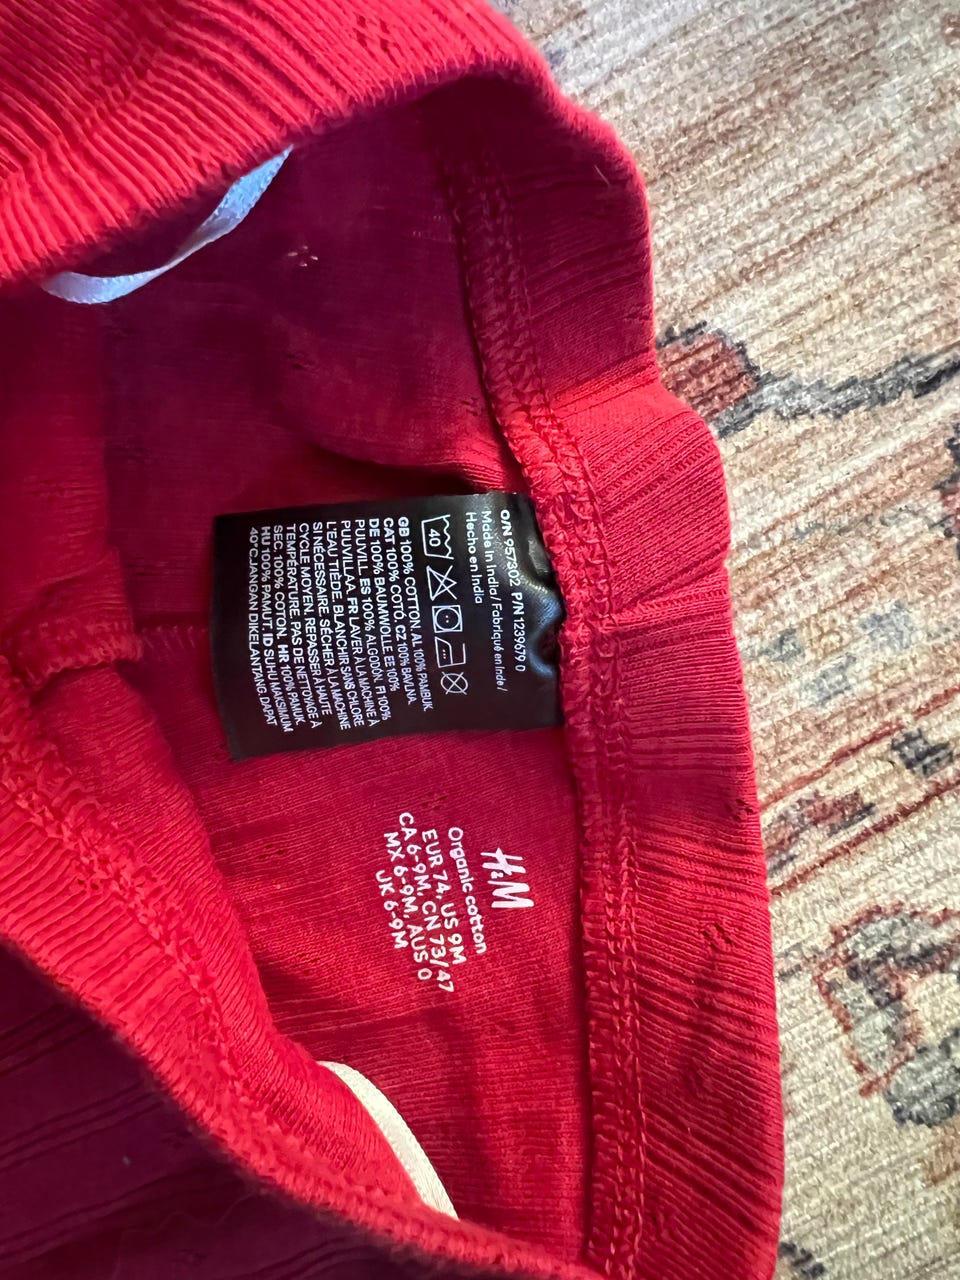 O/N 957302 P/N 1239679 0
Made in India/ Fabriqué en Inde/
Hecho en India
40
GB 100% COTTON. AL 100% PAMBUK.
CAT 100% COTÓ. CZ 100% BAVLNA.
DE 100% BAUMWOLLE EE 100%
PUUVILL. ES 100% ALGODÓN. FI 100%
PUUVILLAA. FR LAVER À LA MACHINE À
L'EAU TIÈDE. BLANCHIR SANS CHLORE
SI NÉCESSAIRE. SÉCHER À LA MACHINE
CYCLE MOYEN. REPASSER À HAUTE
TEMPÉRATURE. PAS DE NETTOYAGE À
SEC. 100% COTON. HR 100% PAMUK.
HU 100% PAMUT. ID SUHU MAKSIMUM
40°C.JANGAN DIKELANTANG.DAPAT
H&M
Organic cotton
EUR 74, US 9M
CA 6-9M, CN 73/47
MX 6-9M, AUS 0
UK 6-9M